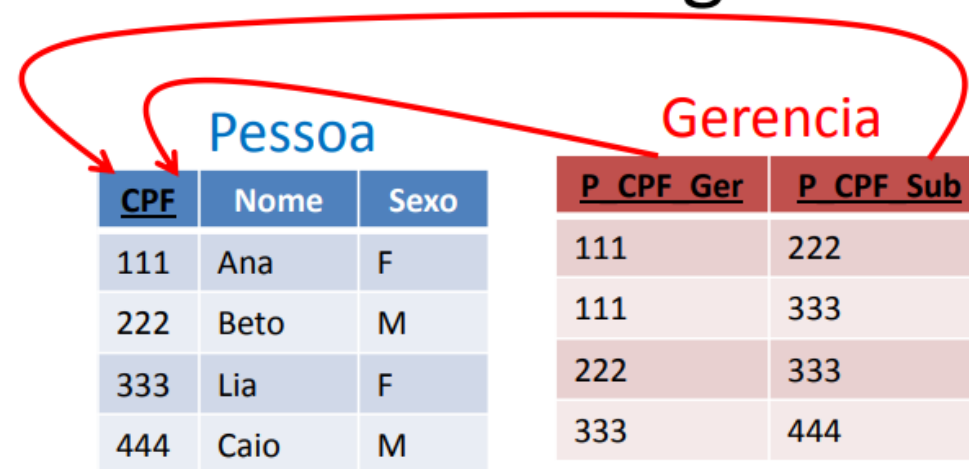 Pessoa
CPF Nome Sexo
111 Ana F
222 Beto M
333 Lia F
444 Caio M
Gerencia
P_CPF_Ger P_CPF_Sub
111 222
111 333
222 333
333 444